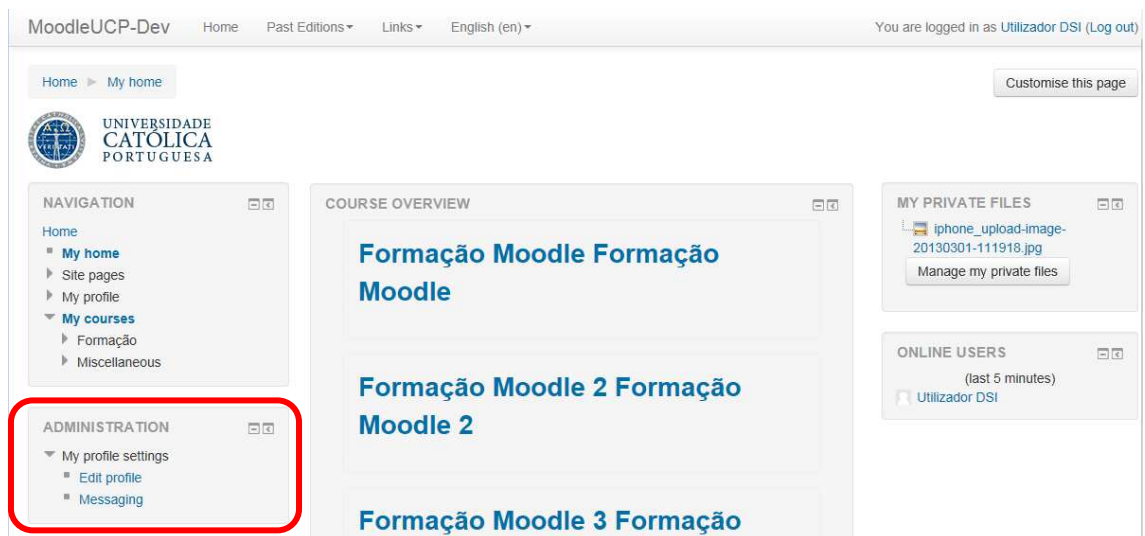 MoodleUCP-Dev Home Past Editions Links English (en) You are logged in as Utilizador DSI (Log out)
Home My home
Customise this page
UNIVERSIDADE
CATÓLICA
PORTUGUESA
NAVIGATION
Home
My home
Site pages
My profile
My courses
Formação
Miscellaneous
ADMINISTRATION
My profile settings
Edit profile
Messaging
COURSE OVERVIEW
Formação Moodle Formação
Moodle
Formação Moodle 2 Formação
Moodle 2
Formação Moodle 3 Formação
MY PRIVATE FILES
iphone_upload-image-
20130301-111918.jpg
Manage my private files
ONLINE USERS
(last 5 minutes)
Utilizador DSI